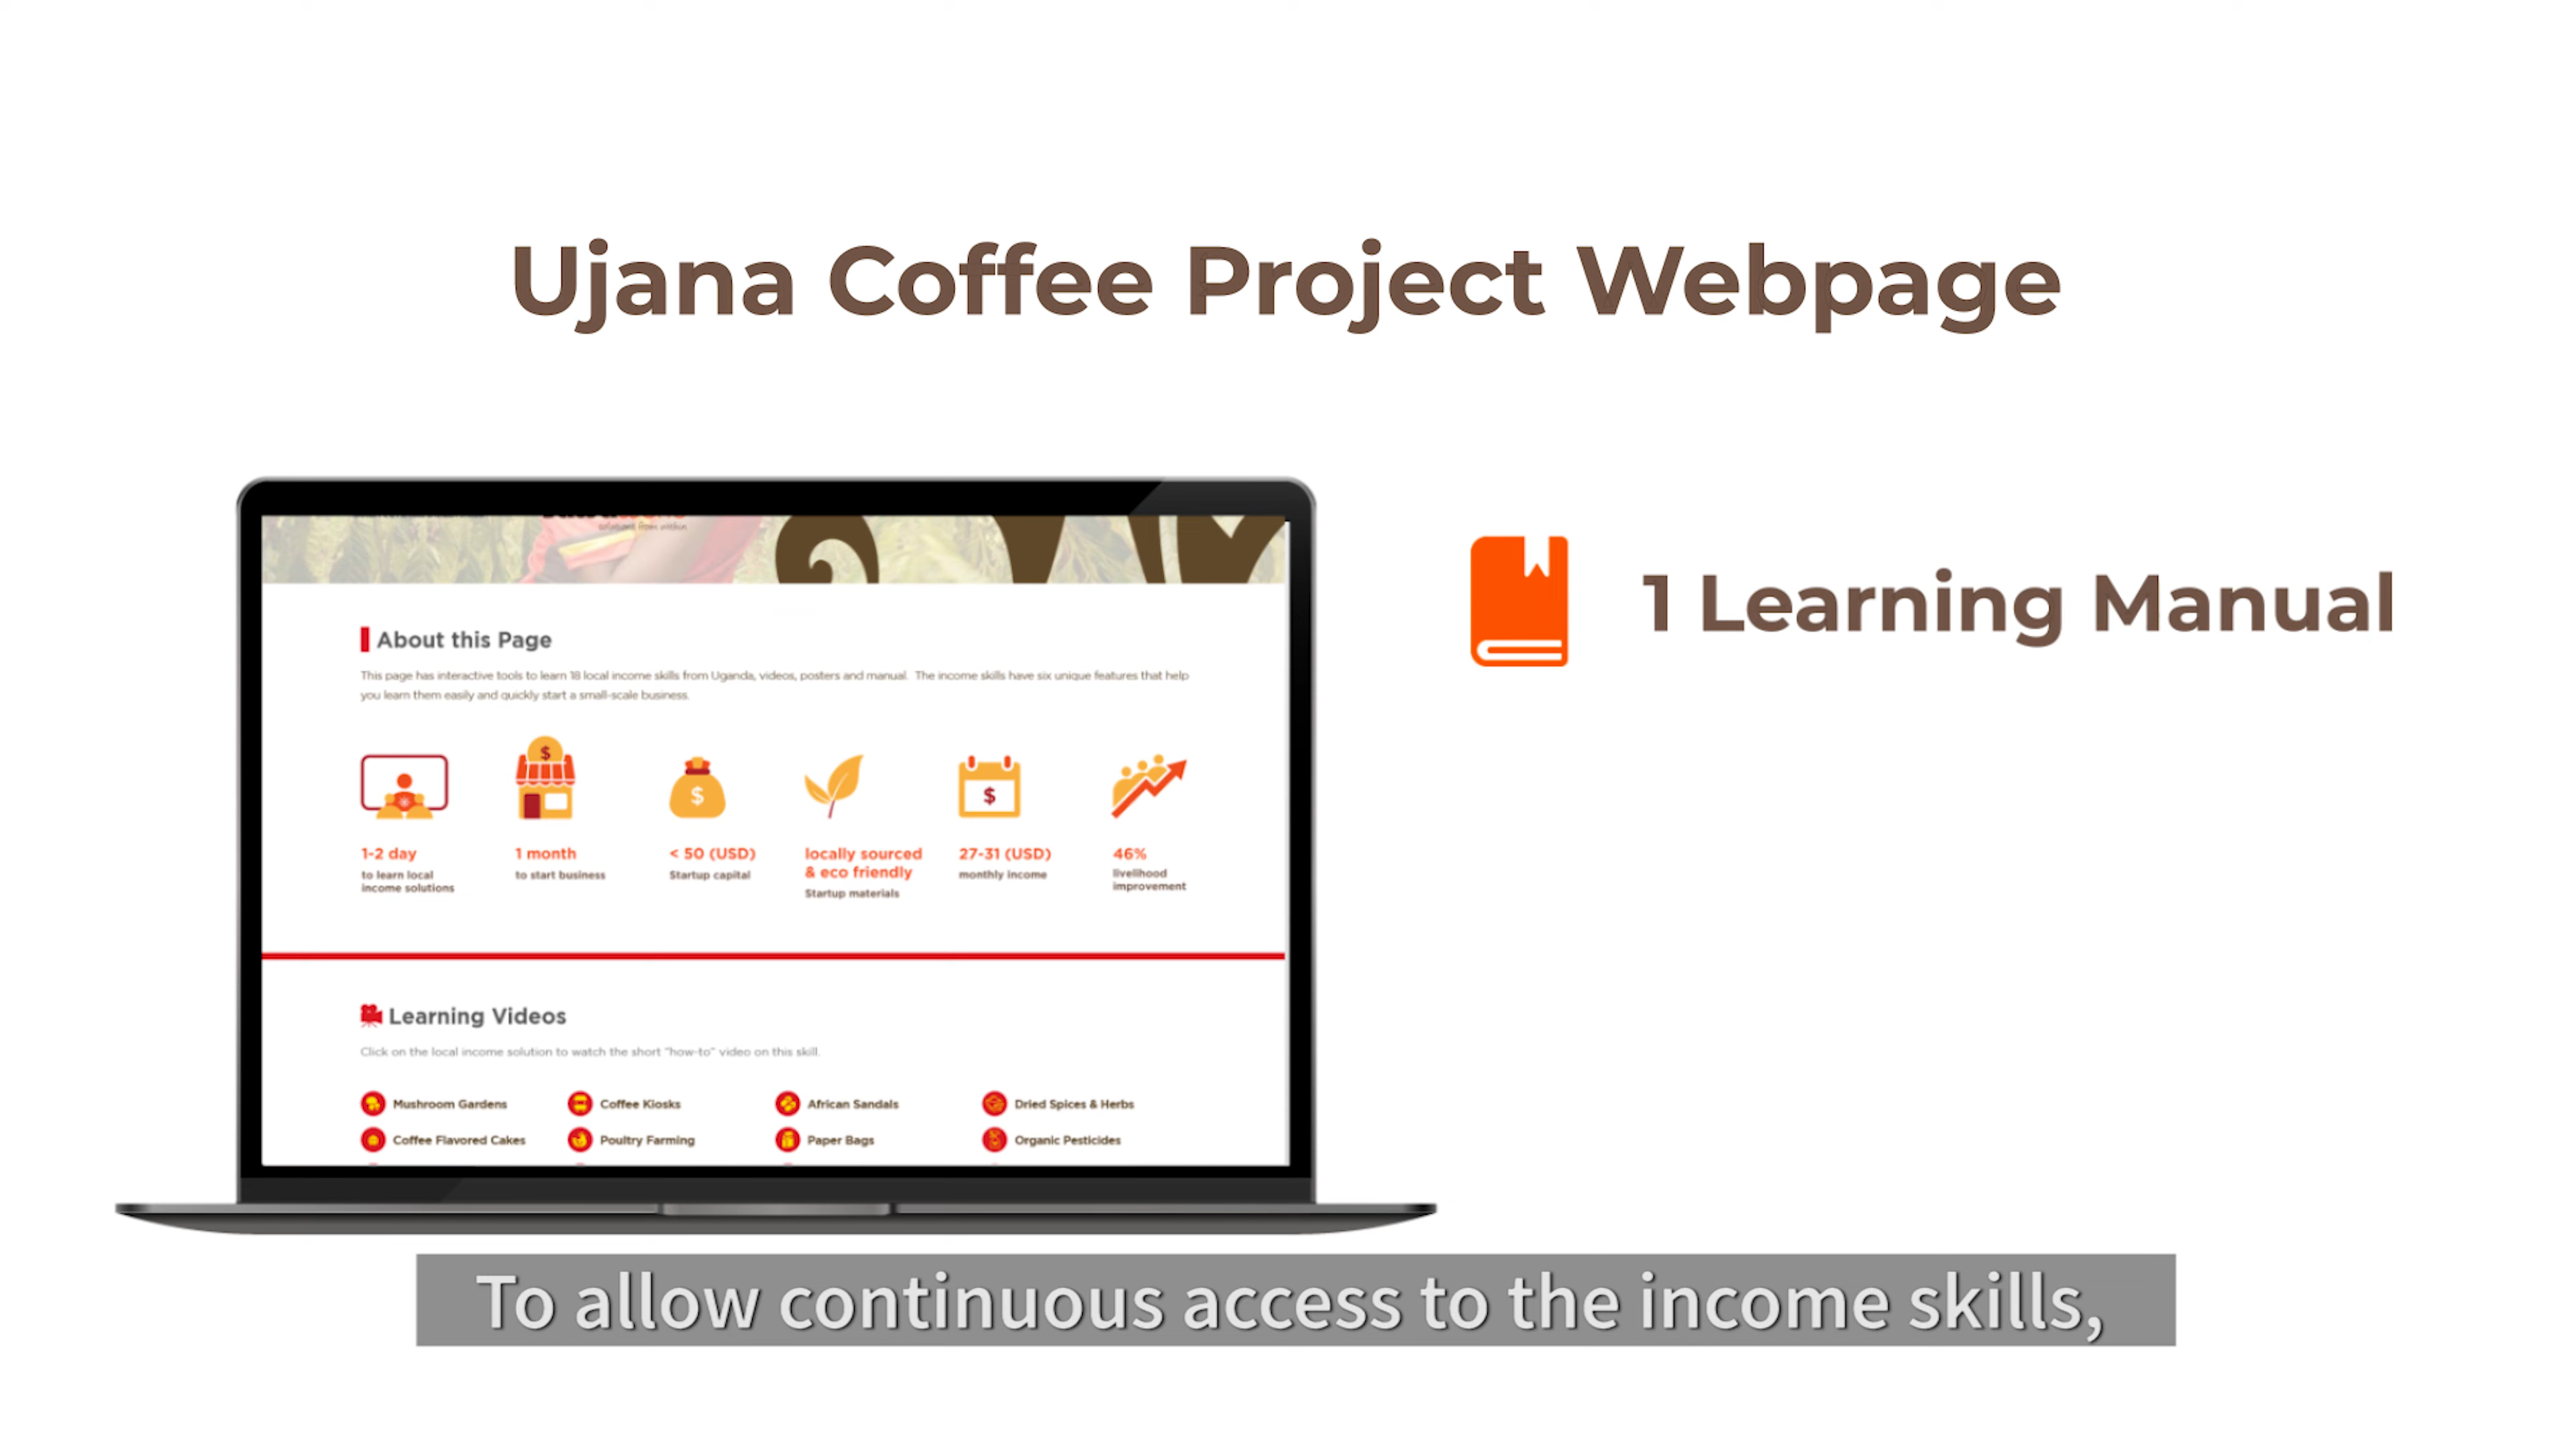 Ujana Coffee Project Webpage
solutions from within
About this Page
This page has interactive tools to learn 18 local income skills from Uganda, videos, posters and manual. The income skills have six unique features that help
you learn them easily and quickly start a small-scale business.
$
$
$
1-2 day
to learn local
income solutions
1 month
to start business
< 50 (USD)
Startup capital
locally sourced
& eco friendly
Startup materials
27-31 (USD)
monthly income
46%
livelihood
improvement
Learning Videos
Click on the local income solution to watch the short "how-to" video on this skill.
Mushroom Gardens
Coffee Kiosks
African Sandals
Dried Spices & Herbs
Coffee Flavored Cakes
Poultry Farming
Paper Bags
Organic Pesticides
1 Learning Manual
To allow continuous access to the income skills,